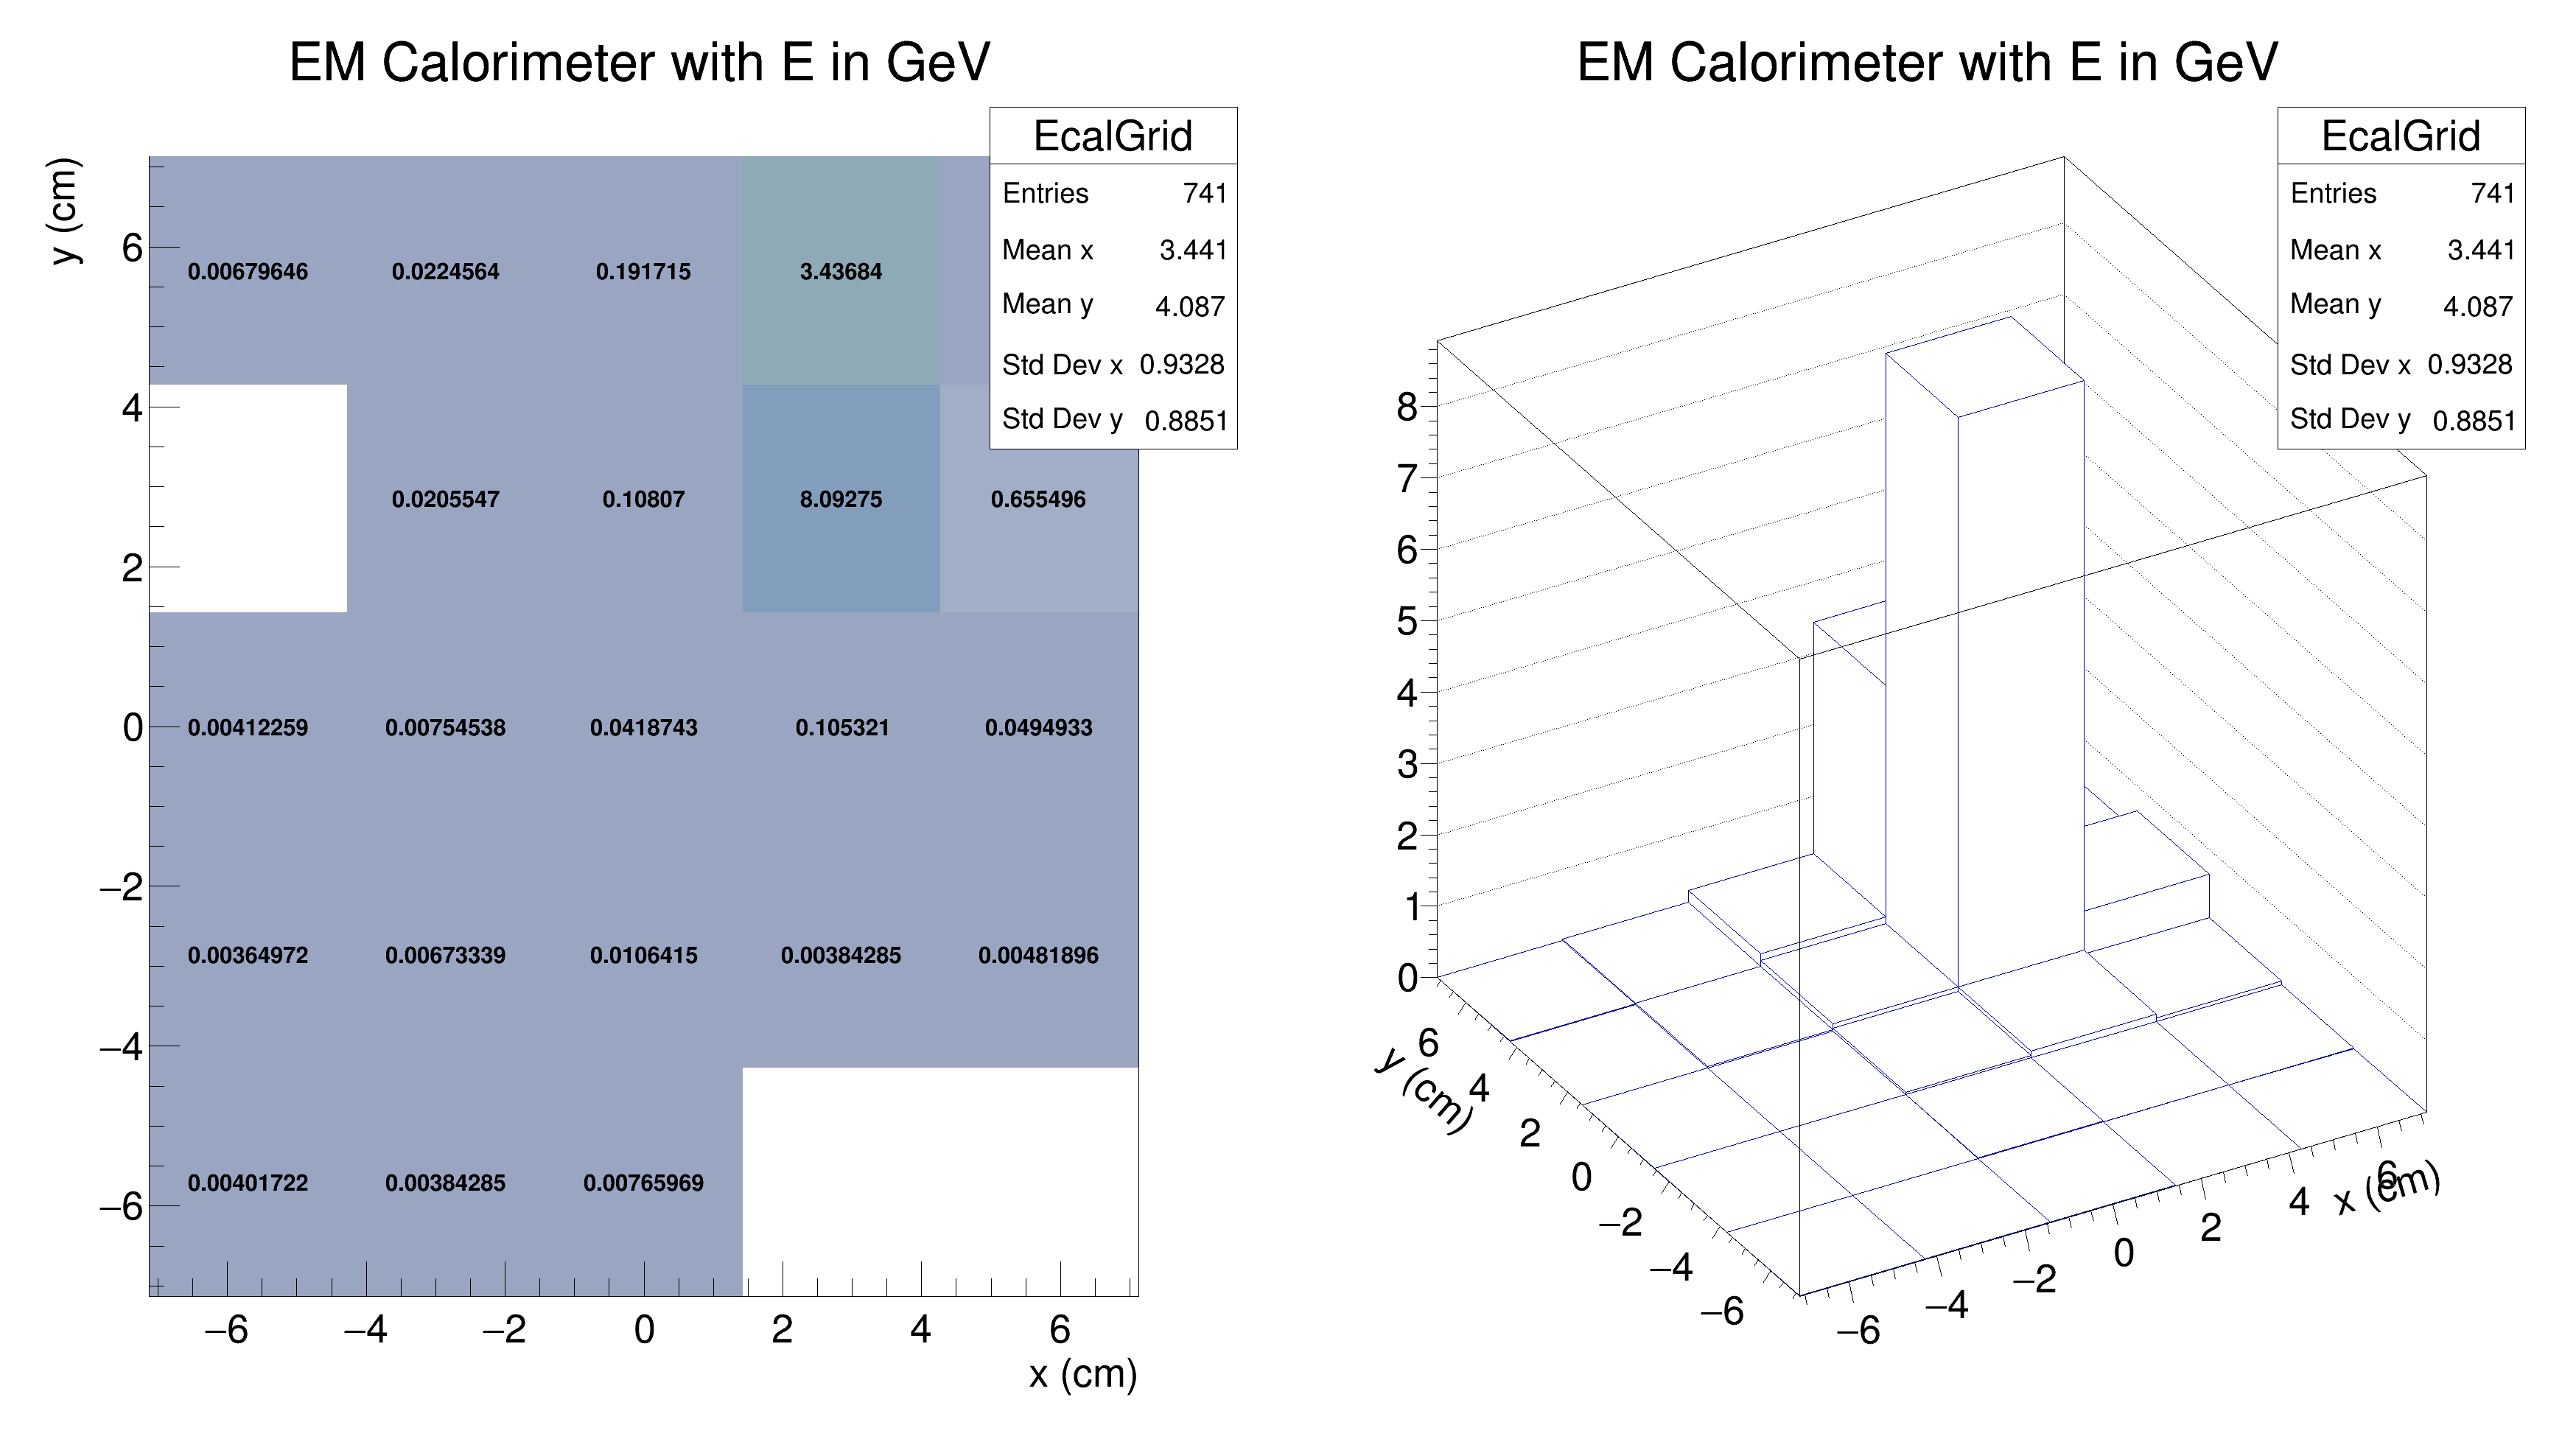 EM Calorimeter with E in GeV
EcalGrid
Entries 741
Mean x 3.441
Mean y 4.087
Std Dev x 0.9328
Std Dev y 0.8851
y (cm)
6
4
2
0
−2
−4
−6
0.00679646 0.0224564 0.191715 3.43684
0.0205547 0.10807 8.09275 0.655496
0.00412259 0.00754538 0.0418743 0.105321 0.0494933
0.00364972 0.00673339 0.0106415 0.00384285 0.00481896
0.00401722 0.00384285 0.00765969
−6 −4 −2 0 2 4 6
x (cm)
EM Calorimeter with E in GeV
EcalGrid
Entries 741
Mean x 3.441
Mean y 4.087
Std Dev x 0.9328
Std Dev y 0.8851
8
7
6
5
4
3
2
1
0
y (cm)
6
4
2
0
−2
−4
−6
−6 −4 −2 0 2 4 6
x (cm)